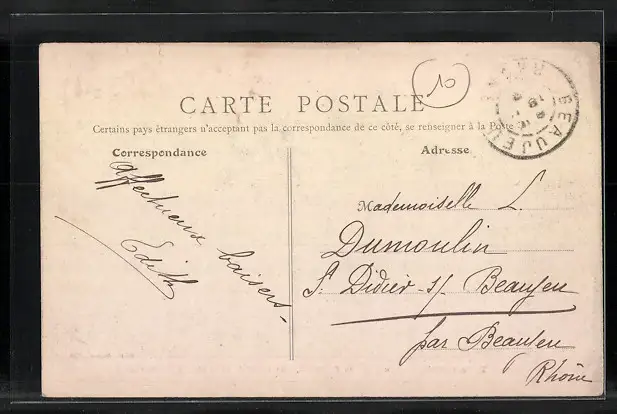 10
CARTE POSTALE
Certains pays étrangers n'acceptant pas la correspondance de ce côté, se renseigner à la Poste
Correspondance
Adresse
affectueux baisers-
Edith
Mademoiselle L.
Dumoulin
St Didier-s/ Beaujeu
par Beaujeu
Rhône
BEAUJEU